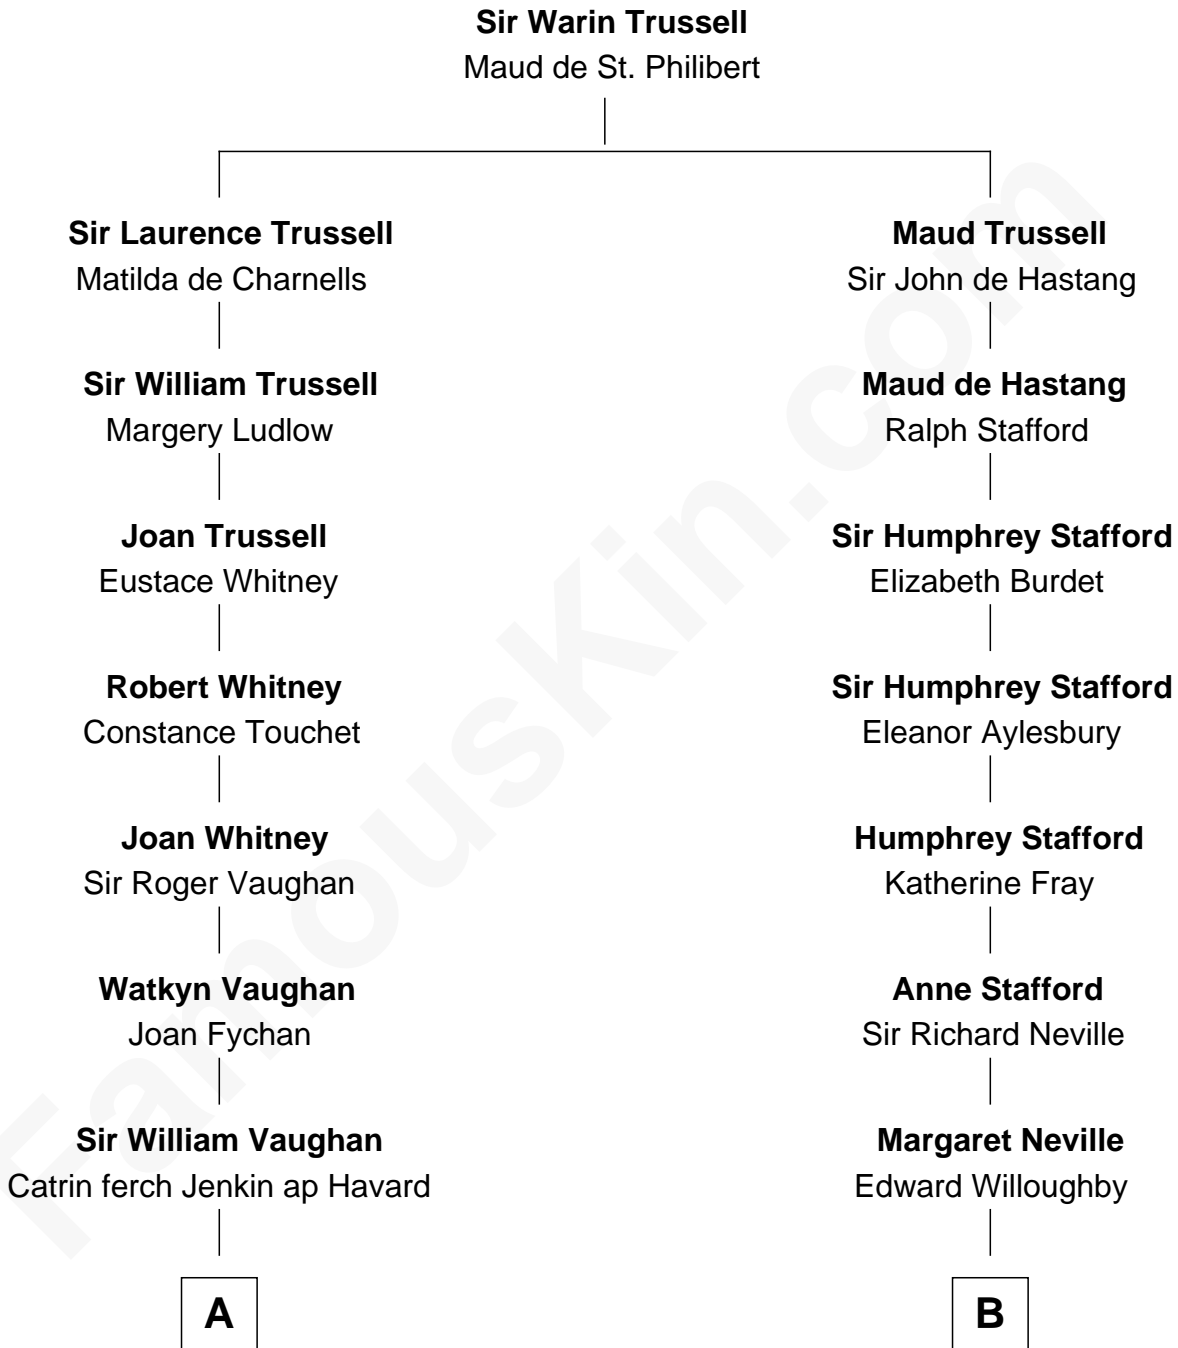 Sir Warin Trussell
Maud de St. Philibert
Sir Laurence Trussell
Matilda de Charnells
Maud Trussell
Sir John de Hastang
Sir William Trussell
Margery Ludlow
Maud de Hastang
Ralph Stafford
Joan Trussell
Eustace Whitney
Sir Humphrey Stafford
Elizabeth Burdet
Robert Whitney
Constance Touchet
Sir Humphrey Stafford
Eleanor Aylesbury
Joan Whitney
Sir Roger Vaughan
Humphrey Stafford
Katherine Fray
Watkyn Vaughan
Joan Fychan
Anne Stafford
Sir Richard Neville
Sir William Vaughan
Catrin ferch Jenkin ap Havard
Margaret Neville
Edward Willoughby
A
B
FamousKin.com